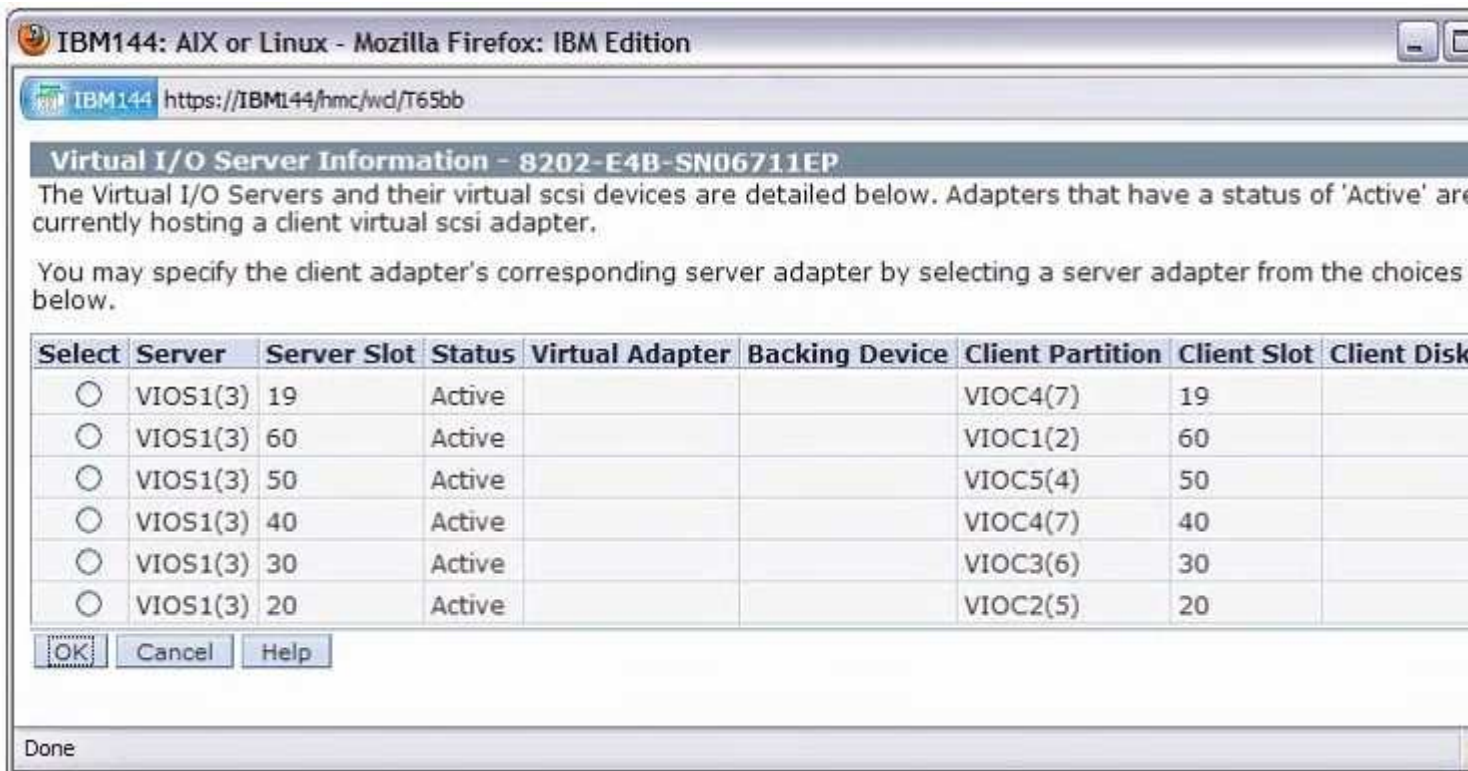 IBM144: AIX or Linux - Mozilla Firefox: IBM Edition
IBM144 https://IBM144/hmc/wcl/T65bb
Virtual I/O Server Information - 8202-E4B-SN06711EP
The Virtual I/O Servers and their virtual scsi devices are detailed below. Adapters that have a status of 'Active' are
currently hosting a client virtual scsi adapter.
You may specify the client adapter's corresponding server adapter by selecting a server adapter from the choices
below.
Select Server Server Slot Status Virtual Adapter Backing Device Client Partition Client Slot Client Disk
VIOS1(3) 19 Active VIOC4(7) 19
VIOS1(3) 60 Active VIOC1(2) 60
VIOS1(3) 50 Active VIOC5(4) 50
VIOS1(3) 40 Active VIOC4(7) 40
VIOS1(3) 30 Active VIOC3(6) 30
VIOS1(3) 20 Active VIOC2(5) 20
OK Cancel Help
Done